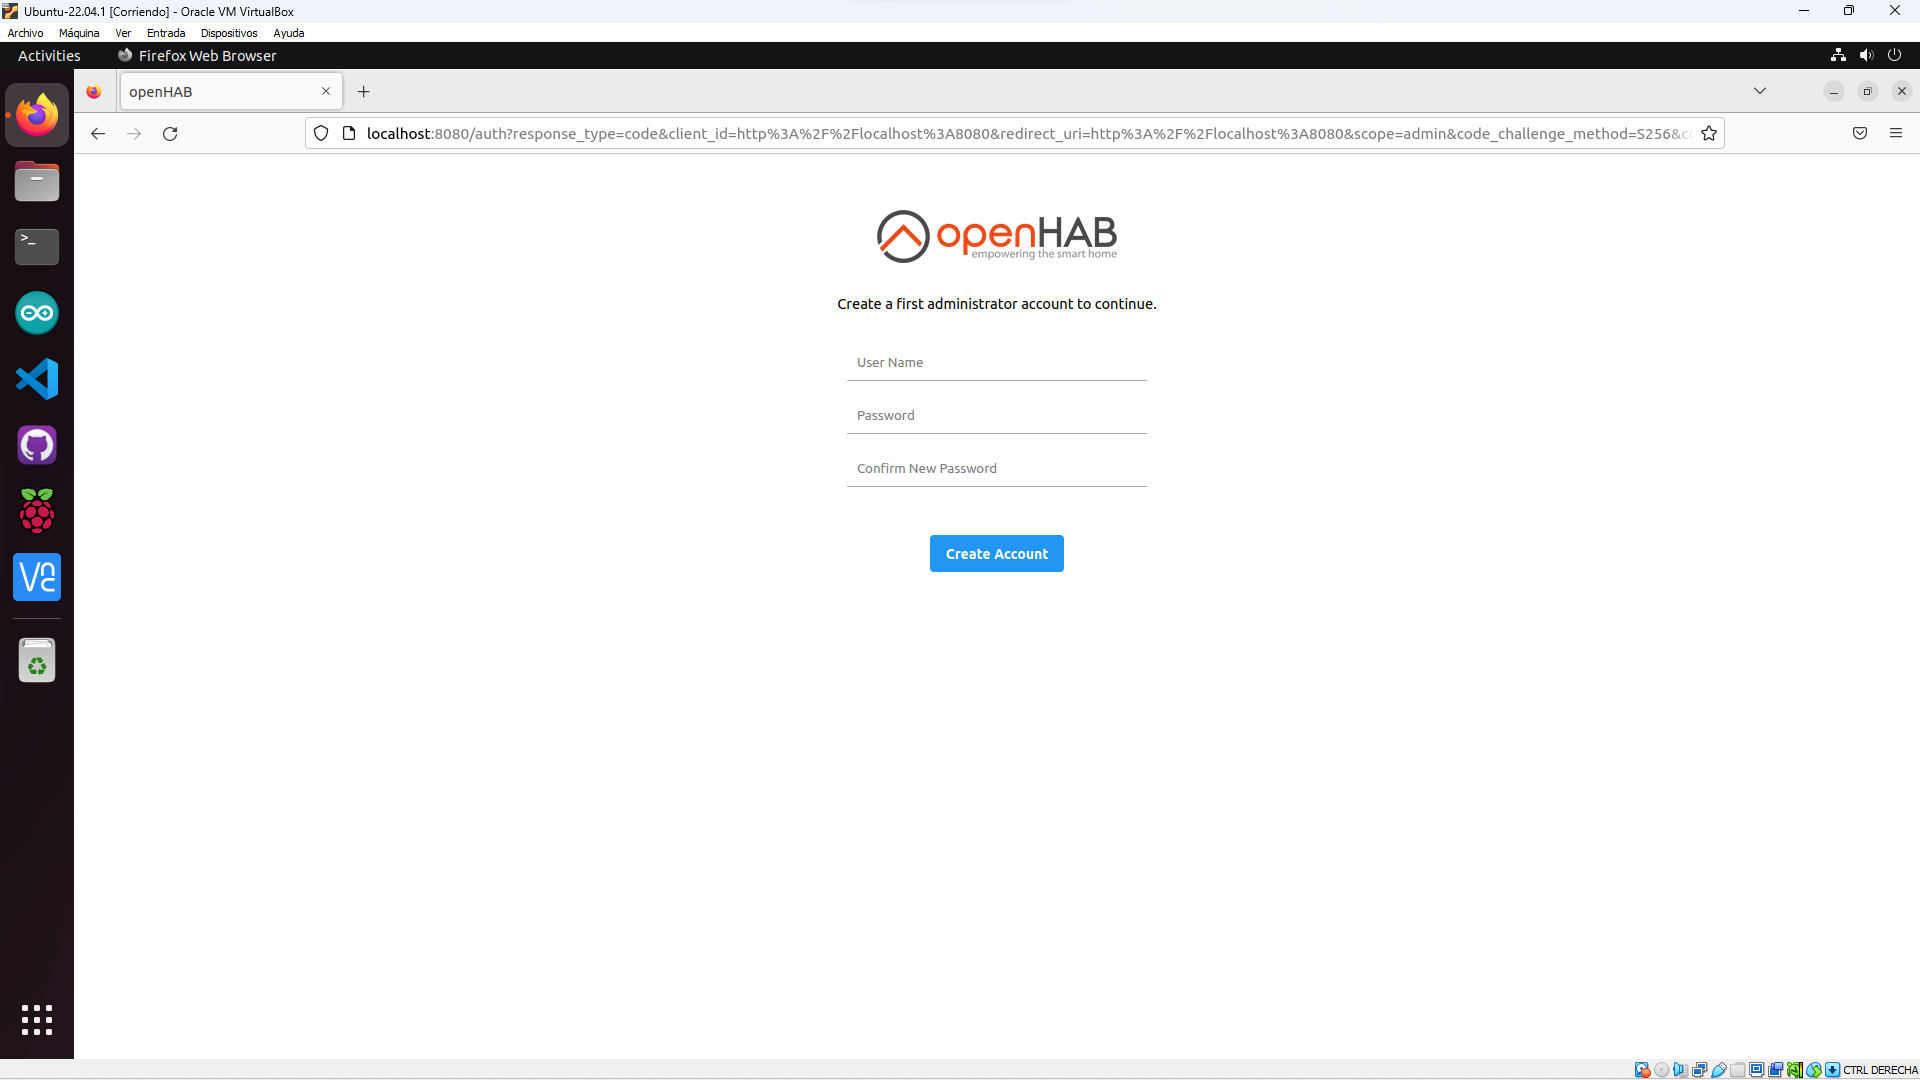 Ubuntu-22.04.1 [Corriendo] - Oracle VM VirtualBox
Archivo Máquina Ver Entrada Dispositivos Ayuda
Activities Firefox Web Browser
openHAB
localhost:8080/auth?response_type=code&client_id=http%3A%2F%2Flocalhost%3A8080&redirect_uri=http%3A%2F%2Flocalhost%3A8080&scope=admin&code_challenge_method=S256&c
openHAB
empowering the smart home
Create a first administrator account to continue.
User Name
Password
Confirm New Password
Create Account
CTRL DERECHA